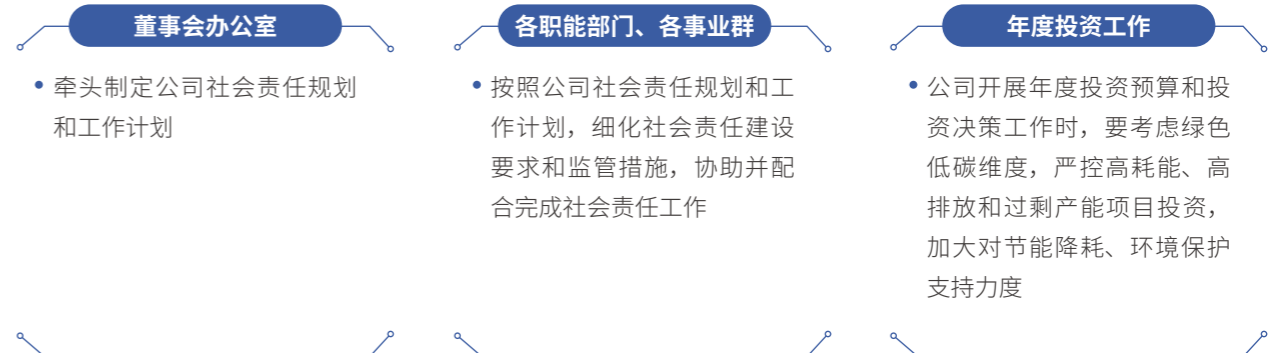 董事会办公室
牵头制定公司社会责任规划
和工作计划
各职能部门、各事业群
按照公司社会责任规划和工
作计划，细化社会责任建设
要求和监管措施，协助并配
合完成社会责任工作
年度投资工作
公司开展年度投资预算和投
资决策工作时，要考虑绿色
低碳维度，严控高耗能、高
排放和过剩产能项目投资，
加大对节能降耗、环境保护
支持力度